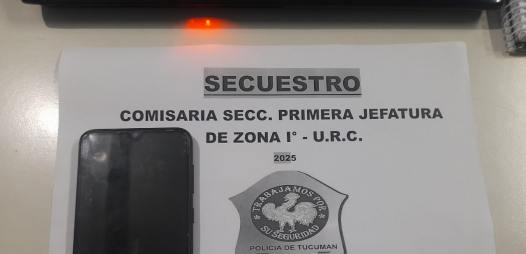 SECUESTRO
COMISARIA SECC. PRIMERA JEFATURA
DE ZONA I° - U.R.C.
2025
TRABAJAMOS POR
SU SEGURIDAD
POLICIA DE TUCUMAN